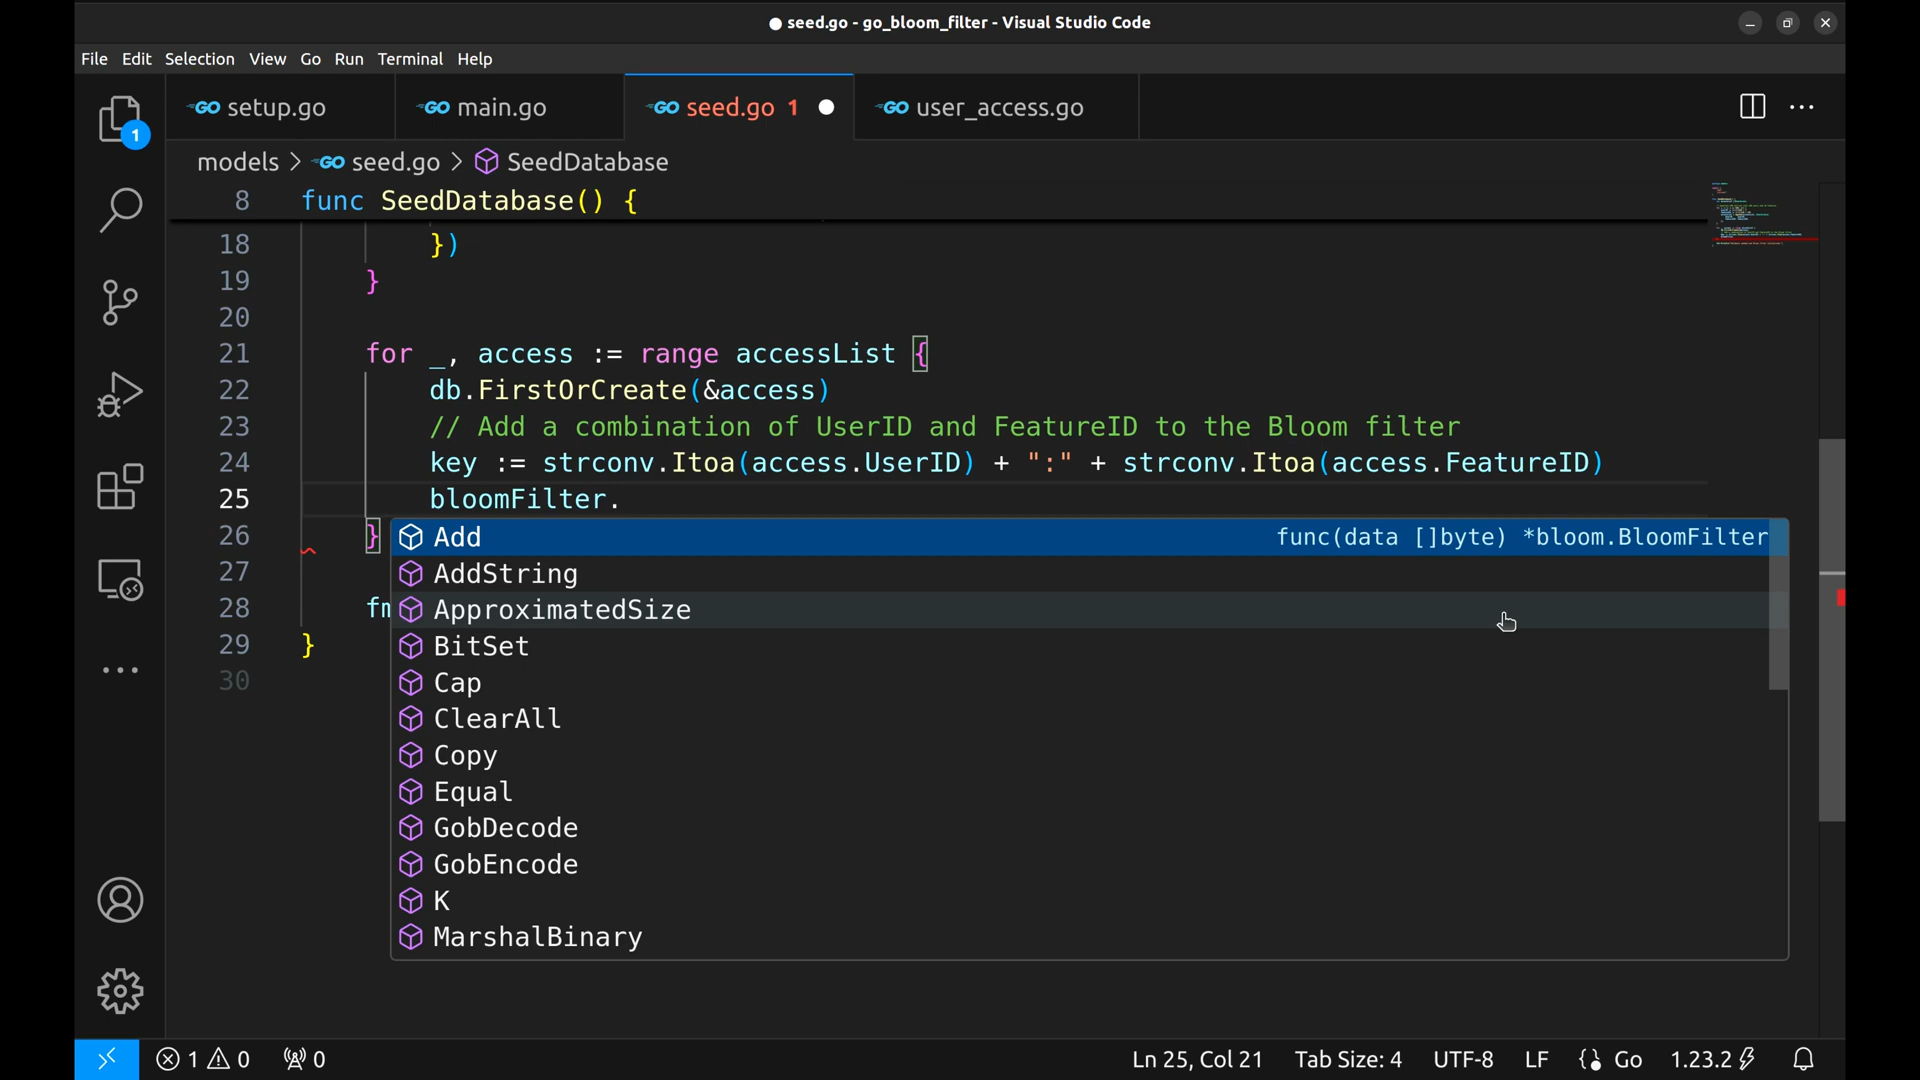 seed.go - go_bloom_filter - Visual Studio Code
File Edit Selection View Go Run Terminal Help
GO setup.go GO main.go GO seed.go 1 GO user_access.go
1
models > GO seed.go > SeedDatabase
8 func SeedDatabase() {
18 })
19 }
20
21 for _, access := range accessList {
22 db.FirstOrCreate(&access)
23 // Add a combination of UserID and FeatureID to the Bloom filter
24 key := strconv.Itoa(access.UserID) + ":" + strconv.Itoa(access.FeatureID)
25 bloomFilter.
26 } Add func(data []byte) *bloom.BloomFilter
27 AddString
28 fm ApproximatedSize
29 } BitSet
30 Cap
ClearAll
Copy
Equal
GobDecode
GobEncode
K
MarshalBinary
1 0 0 Ln 25, Col 21 Tab Size: 4 UTF-8 LF Go 1.23.2